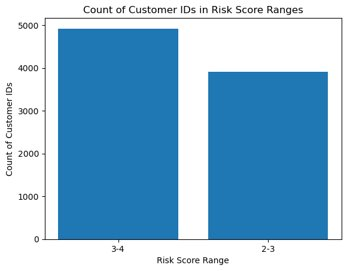 Count of Customer IDs in Risk Score Ranges
Count of Customer IDs
5000
4000
3000
2000
1000
0
3-4
2-3
Risk Score Range